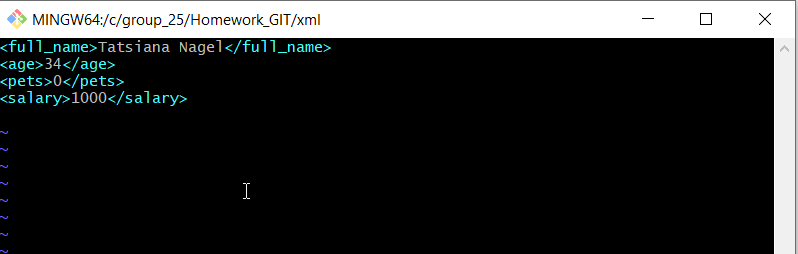 MINGW64:/c/group_25/Homework_GIT/xml
<full_name>Tatsiana Nagel</full_name>
<age>34</age>
<pets>0</pets>
<salary>1000</salary>
~
~
~
~
~
~
~
~